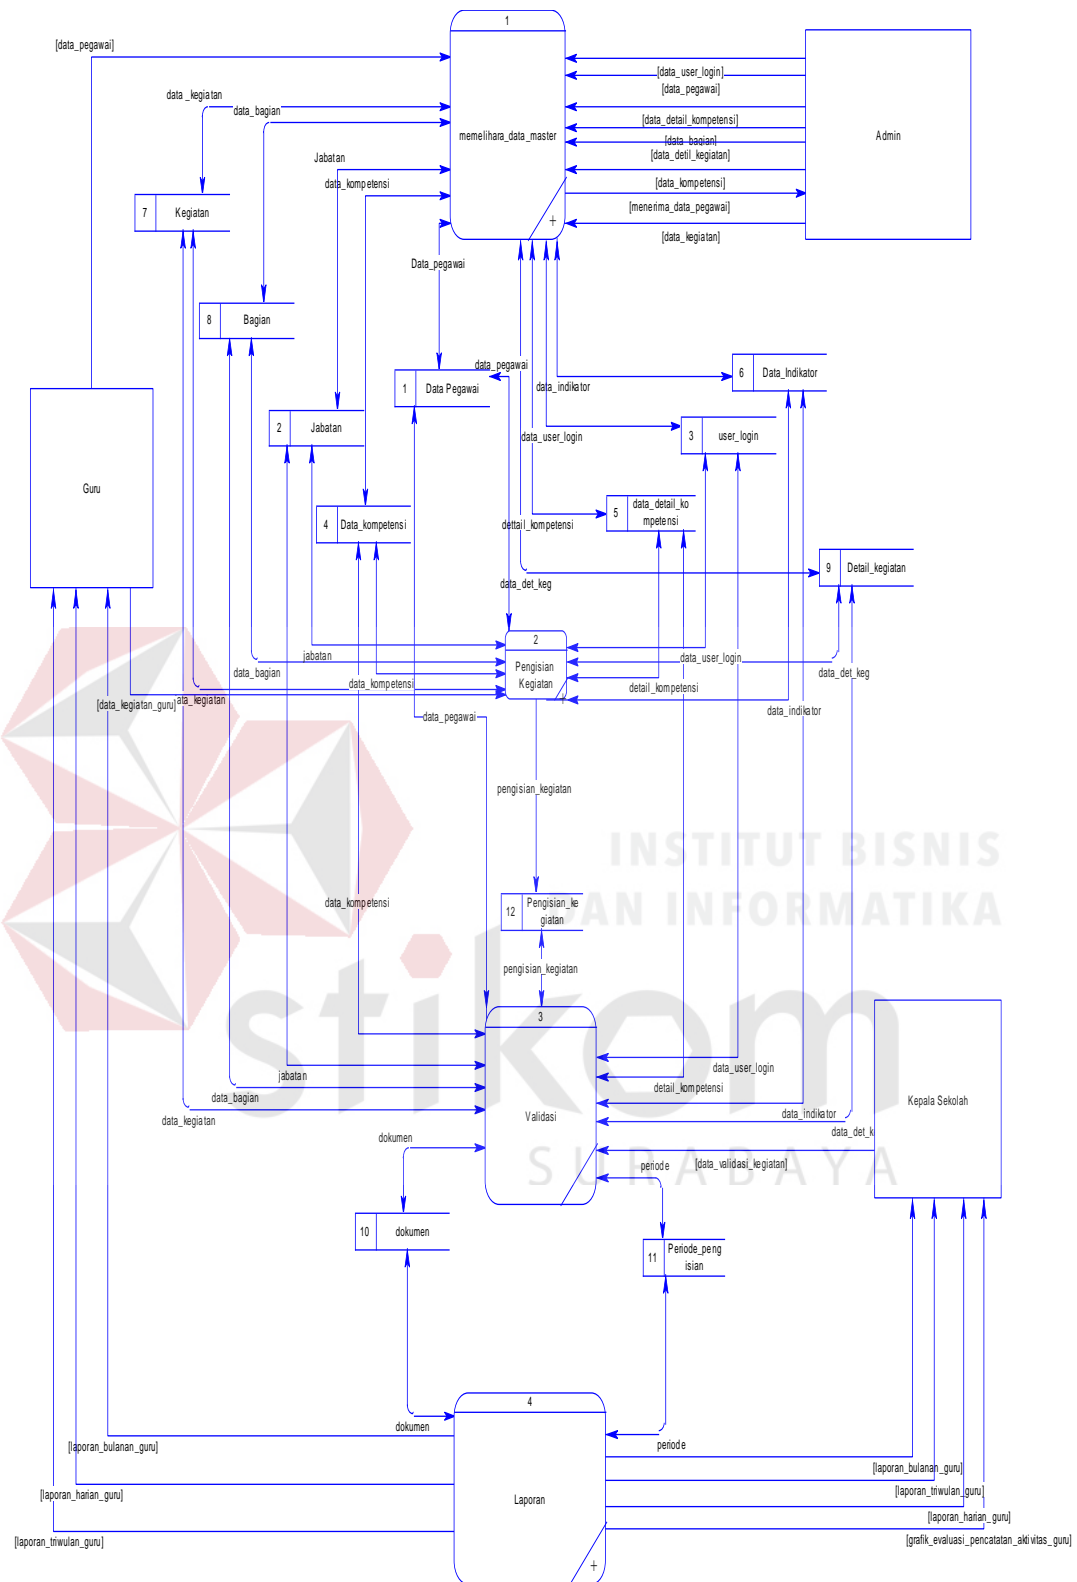 1
[data_pegawai]
[data_user_login]
[data_pegawai]
data_kegiatan
data_bagian
[data_detail_kompetensi]
memelihara_data_master
Admin
[data_bagian]
[data_detil_kegiatan]
Jabatan
data_kompetensi
[data_kompetensi]
[menerima_data_pegawai]
7
Kegiatan
[data_kegiatan]
Data_pegawai
8
Bagian
data_pegawai
1
Data Pegawai
data_indikator
6
Data_Indikator
2
Jabatan
data_user_login
3
user_login
Guru
4
Data_kompetensi
dettail_kompetensi
5
data_detail_ko
mpetensi
data_det_keg
9
Detail_kegiatan
2
Pengisian
Kegiatan
jabatan
data_user_login
data_bagian
data_det_keg
data_kompetensi
detail_kompetensi
[data_kegiatan_guru]
ata_kegiatan
data_indikator
data_pegawai
pengisian_kegiatan
INSTITUT BISNIS
DAN INFORMATIKA
data_kompetensi
12
Pengisian_ke
giatan
pengisian_kegiatan
stikom
3
data_user_login
jabatan
detail_kompetensi
data_bagian
Kepala Sekolah
data_kegiatan
Validasi
data_indikator
data_det_k
dokumen
SURABAYA
periode
[data_validasi_kegiatan]
10
dokumen
11
Periode_peng
isian
4
dokumen
periode
[laporan_bulanan_guru]
[laporan_bulanan_guru]
[laporan_harian_guru]
Laporan
[laporan_triwulan_guru]
[laporan_harian_guru]
[laporan_triwulan_guru]
[grafik_evaluasi_pencatatan_aktivitas_guru]